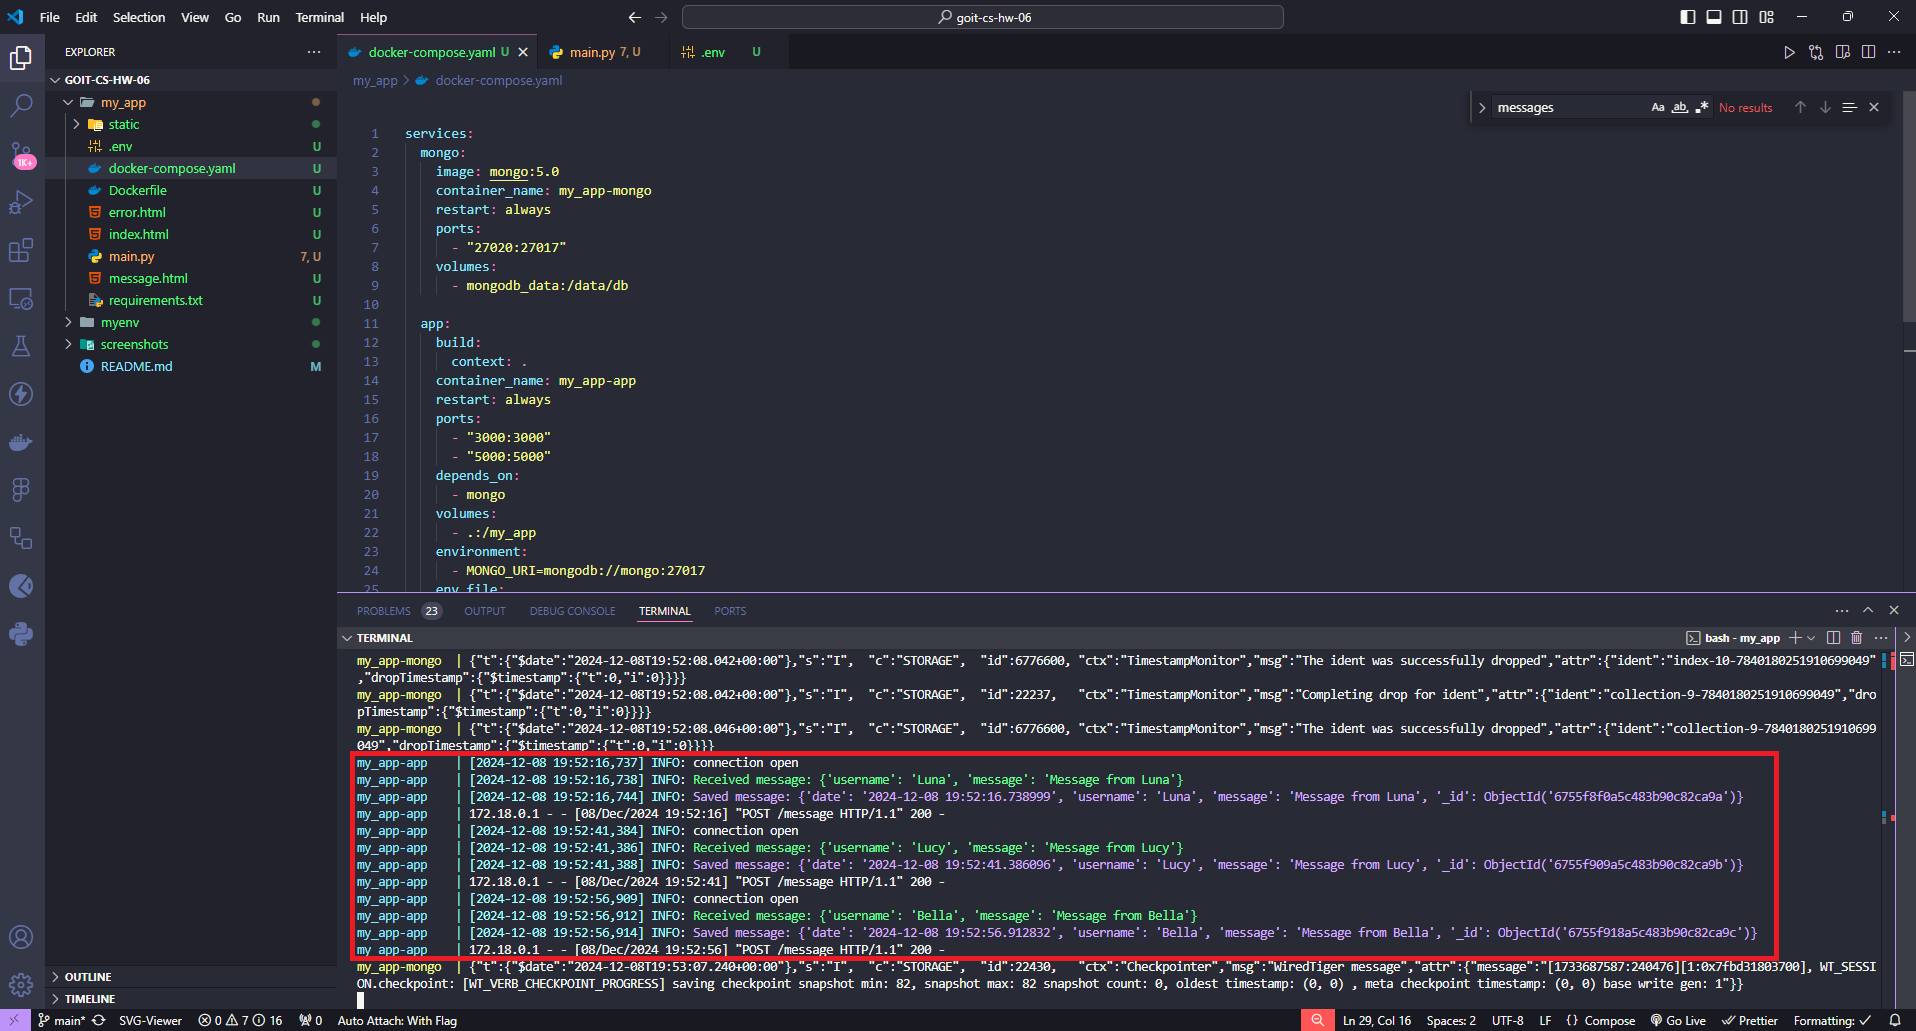 File Edit Selection View Go Run Terminal Help
goit-cs-hw-06
EXPLORER
GOIT-CS-HW-06
my_app
static
.env U
docker-compose.yaml U
Dockerfile U
error.html U
index.html U
main.py 7, U
message.html U
requirements.txt U
myenv
screenshots
README.md M
OUTLINE
TIMELINE
1K+
docker-compose.yaml U
main.py 7, U
.env U
my_app > docker-compose.yaml
messages Aa ab .* No results
1 services:
2 mongo:
3 image: mongo:5.0
4 container_name: my_app-mongo
5 restart: always
6 ports:
7 - "27020:27017"
8 volumes:
9 - mongodb_data:/data/db
10
11 app:
12 build:
13 context: .
14 container_name: my_app-app
15 restart: always
16 ports:
17 - "3000:3000"
18 - "5000:5000"
19 depends_on:
20 - mongo
21 volumes:
22 - .:/my_app
23 environment:
24 - MONGO_URI=mongodb://mongo:27017
25 env_file:
PROBLEMS 23 OUTPUT DEBUG CONSOLE TERMINAL PORTS
TERMINAL
bash - my_app
my_app-mongo | {"t":{"$date":"2024-12-08T19:52:08.042+00:00"},"s":"I", "c":"STORAGE", "id":6776600, "ctx":"TimestampMonitor","msg":"The ident was successfully dropped","attr":{"ident":"index-10-7840180251910699049"
,"dropTimestamp":{"$timestamp":{"t":0,"i":0}}}}
my_app-mongo | {"t":{"$date":"2024-12-08T19:52:08.042+00:00"},"s":"I", "c":"STORAGE", "id":22237, "ctx":"TimestampMonitor","msg":"Completing drop for ident","attr":{"ident":"collection-9-7840180251910699049","dro
pTimestamp":{"$timestamp":{"t":0,"i":0}}}}
my_app-mongo | {"t":{"$date":"2024-12-08T19:52:08.046+00:00"},"s":"I", "c":"STORAGE", "id":6776600, "ctx":"TimestampMonitor","msg":"The ident was successfully dropped","attr":{"ident":"collection-9-7840180251910699
049","dropTimestamp":{"$timestamp":{"t":0,"i":0}}}}
my_app-app | [2024-12-08 19:52:16,737] INFO: connection open
my_app-app | [2024-12-08 19:52:16,738] INFO: Received message: {'username': 'Luna', 'message': 'Message from Luna'}
my_app-app | [2024-12-08 19:52:16,744] INFO: Saved message: {'date': '2024-12-08 19:52:16.738999', 'username': 'Luna', 'message': 'Message from Luna', '_id': ObjectId('6755f8f0a5c483b90c82ca9a')}
my_app-app | 172.18.0.1 - - [08/Dec/2024 19:52:16] "POST /message HTTP/1.1" 200 -
my_app-app | [2024-12-08 19:52:41,384] INFO: connection open
my_app-app | [2024-12-08 19:52:41,386] INFO: Received message: {'username': 'Lucy', 'message': 'Message from Lucy'}
my_app-app | [2024-12-08 19:52:41,388] INFO: Saved message: {'date': '2024-12-08 19:52:41.386096', 'username': 'Lucy', 'message': 'Message from Lucy', '_id': ObjectId('6755f909a5c483b90c82ca9b')}
my_app-app | 172.18.0.1 - - [08/Dec/2024 19:52:41] "POST /message HTTP/1.1" 200 -
my_app-app | [2024-12-08 19:52:56,909] INFO: connection open
my_app-app | [2024-12-08 19:52:56,912] INFO: Received message: {'username': 'Bella', 'message': 'Message from Bella'}
my_app-app | [2024-12-08 19:52:56,914] INFO: Saved message: {'date': '2024-12-08 19:52:56.912832', 'username': 'Bella', 'message': 'Message from Bella', '_id': ObjectId('6755f918a5c483b90c82ca9c')}
my_app-app | 172.18.0.1 - - [08/Dec/2024 19:52:56] "POST /message HTTP/1.1" 200 -
my_app-mongo | {"t":{"$date":"2024-12-08T19:53:07.240+00:00"},"s":"I", "c":"STORAGE", "id":22430, "ctx":"Checkpointer","msg":"WiredTiger message","attr":{"message":"[1733687587:240476][1:0x7fbd31803700], WT_SESSI
ON.checkpoint: [WT_VERB_CHECKPOINT_PROGRESS] saving checkpoint snapshot min: 82, snapshot max: 82 snapshot count: 0, oldest timestamp: (0, 0) , meta checkpoint timestamp: (0, 0) base write gen: 1"}}
main* SVG-Viewer 0 7 16 0 Auto Attach: With Flag Ln 29, Col 16 Spaces: 2 UTF-8 LF {} Compose Go Live Prettier Formatting: ✓